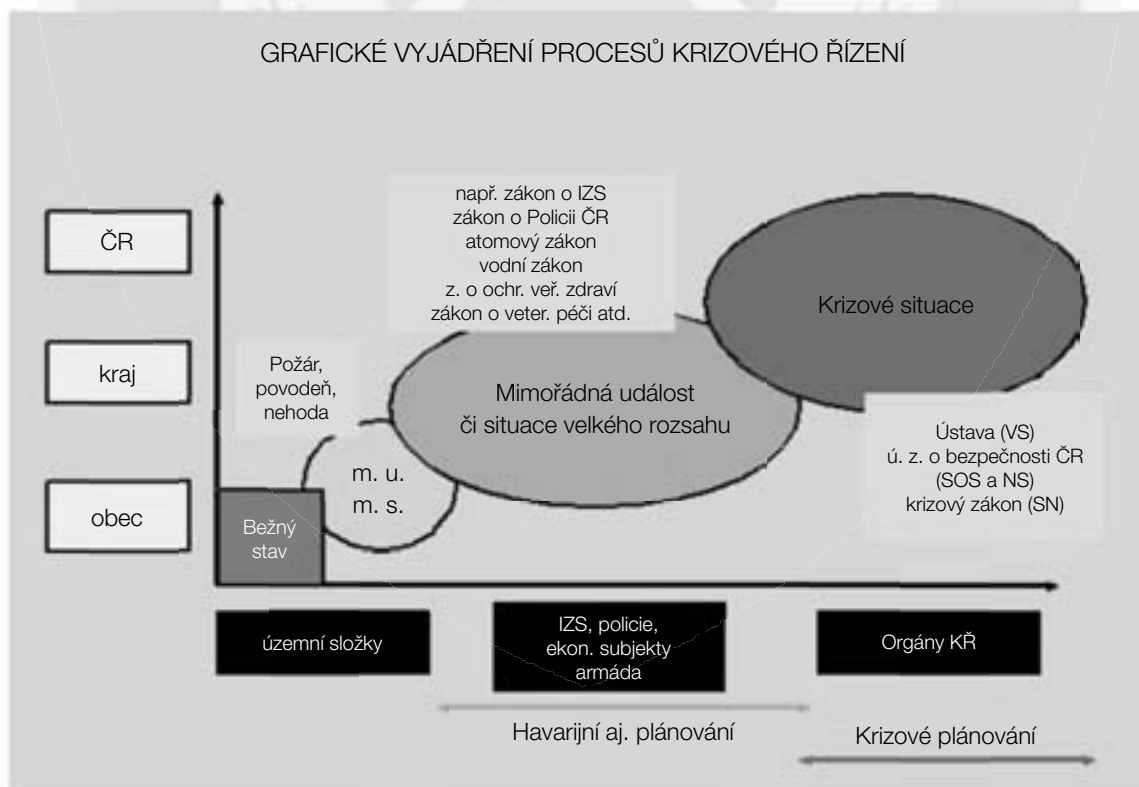 GRAFICKÉ VYJÁDŘENÍ PROCESŮ KRIZOVÉHO ŘÍZENÍ
např. zákon o IZS
zákon o Policii ČR
atomový zákon
vodní zákon
z. o ochr. veř. zdraví
zákon o veter. péči atd.
ČR
Krizové situace
kraj
Požár,
povodeň,
nehoda
Mimořádná událost
či situace velkého rozsahu
Ústava (VS)
ú. z. o bezpečnosti ČR
(SOS a NS)
krizový zákon (SN)
m. u.
m. s.
obec
Bežný
stav
územní složky
IZS, policie,
ekon. subjekty
armáda
Orgány KŘ
Havarijní aj. plánování
Krizové plánování